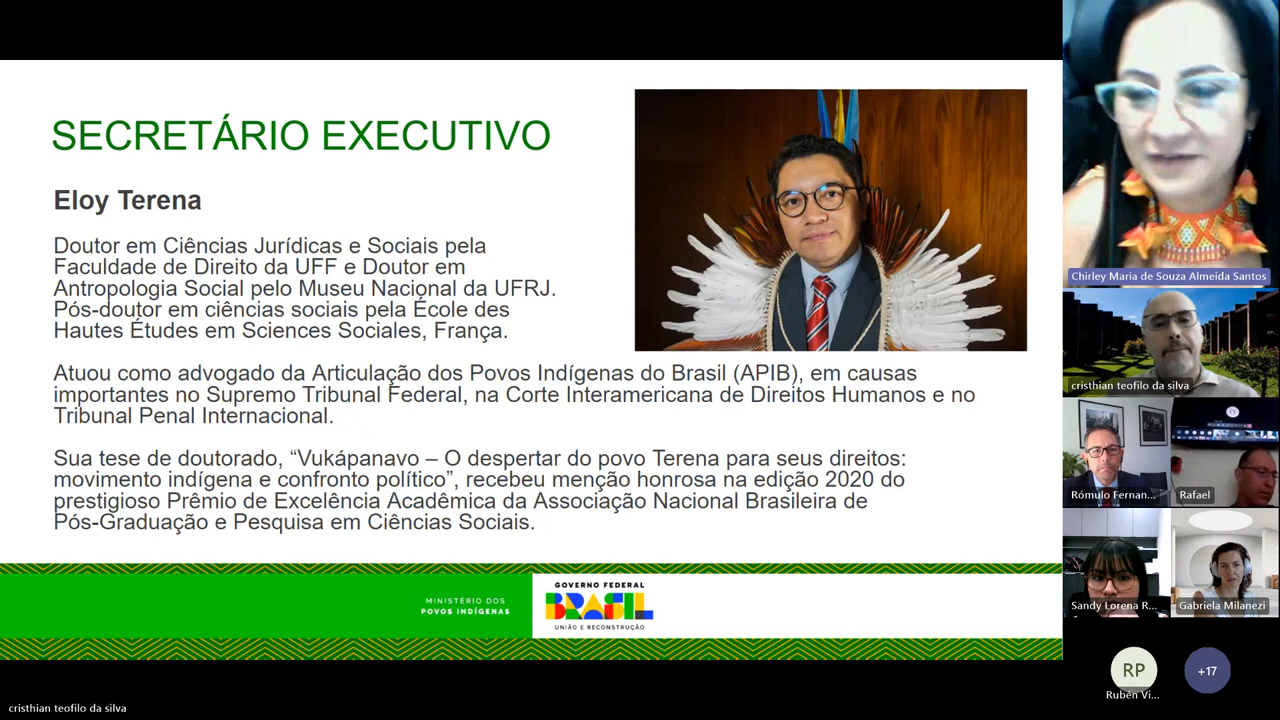 SECRETÁRIO EXECUTIVO
Eloy Terena
Doutor em Ciências Jurídicas e Sociais pela
Faculdade de Direito da UFF e Doutor em
Antropologia Social pelo Museu Nacional da UFRJ.
Pós-doutor em ciências sociais pela École des
Hautes Études em Sciences Sociales, França.
Atuou como advogado da Articulação dos Povos Indígenas do Brasil (APIB), em causas
importantes no Supremo Tribunal Federal, na Corte Interamericana de Direitos Humanos e no
Tribunal Penal Internacional.
Sua tese de doutorado, “Vukápanavo – O despertar do povo Terena para seus direitos:
movimento indígena e confronto político”, recebeu menção honrosa na edição 2020 do
prestigioso Prêmio de Excelência Acadêmica da Associação Nacional Brasileira de
Pós-Graduação e Pesquisa em Ciências Sociais.
MINISTÉRIO DOS
POVOS INDÍGENAS
GOVERNO FEDERAL
BRASIL
UNIÃO E RECONSTRUÇÃO
Chirley Maria de Souza Almeida Santos
cristhian teofilo da silva
Rómulo Fernan...
Rafael
Sandy Lorena R...
Gabriela Milanezi
RP
Rubén Vi...
+17
cristhian teofilo da silva